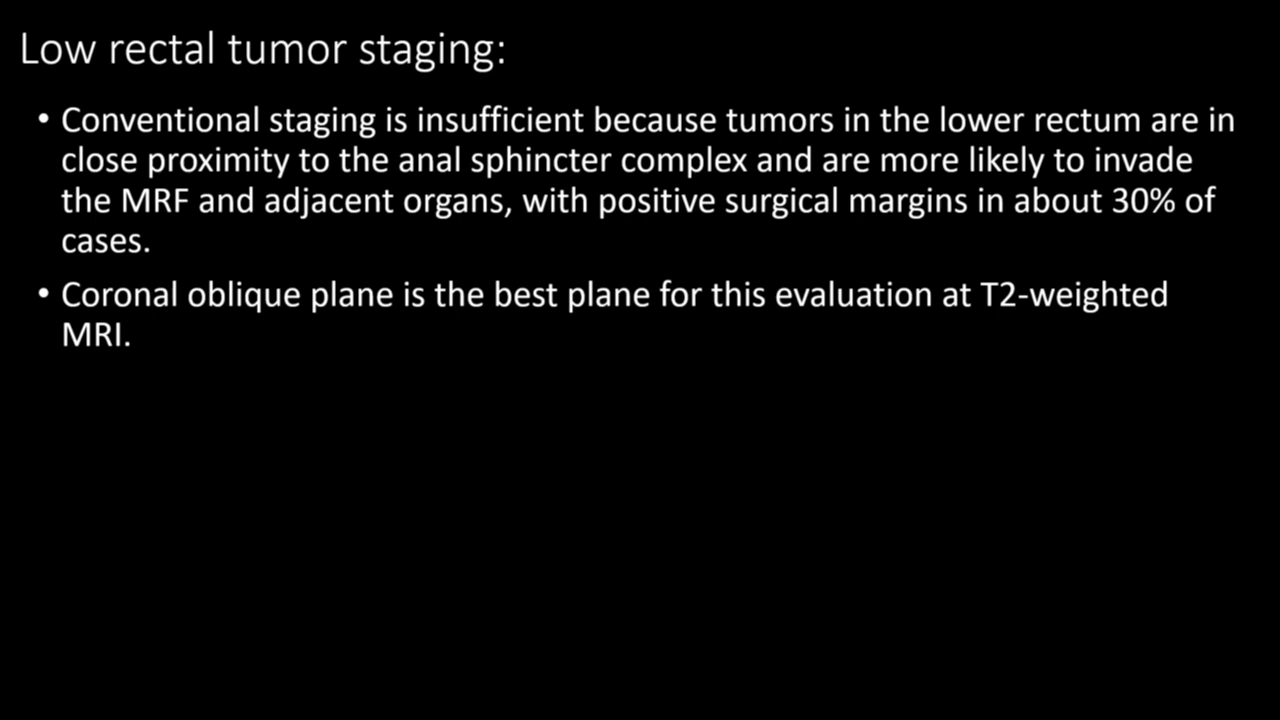 Low rectal tumor staging:
• Conventional staging is insufficient because tumors in the lower rectum are in
close proximity to the anal sphincter complex and are more likely to invade
the MRF and adjacent organs, with positive surgical margins in about 30% of
cases.
• Coronal oblique plane is the best plane for this evaluation at T2-weighted
MRI.